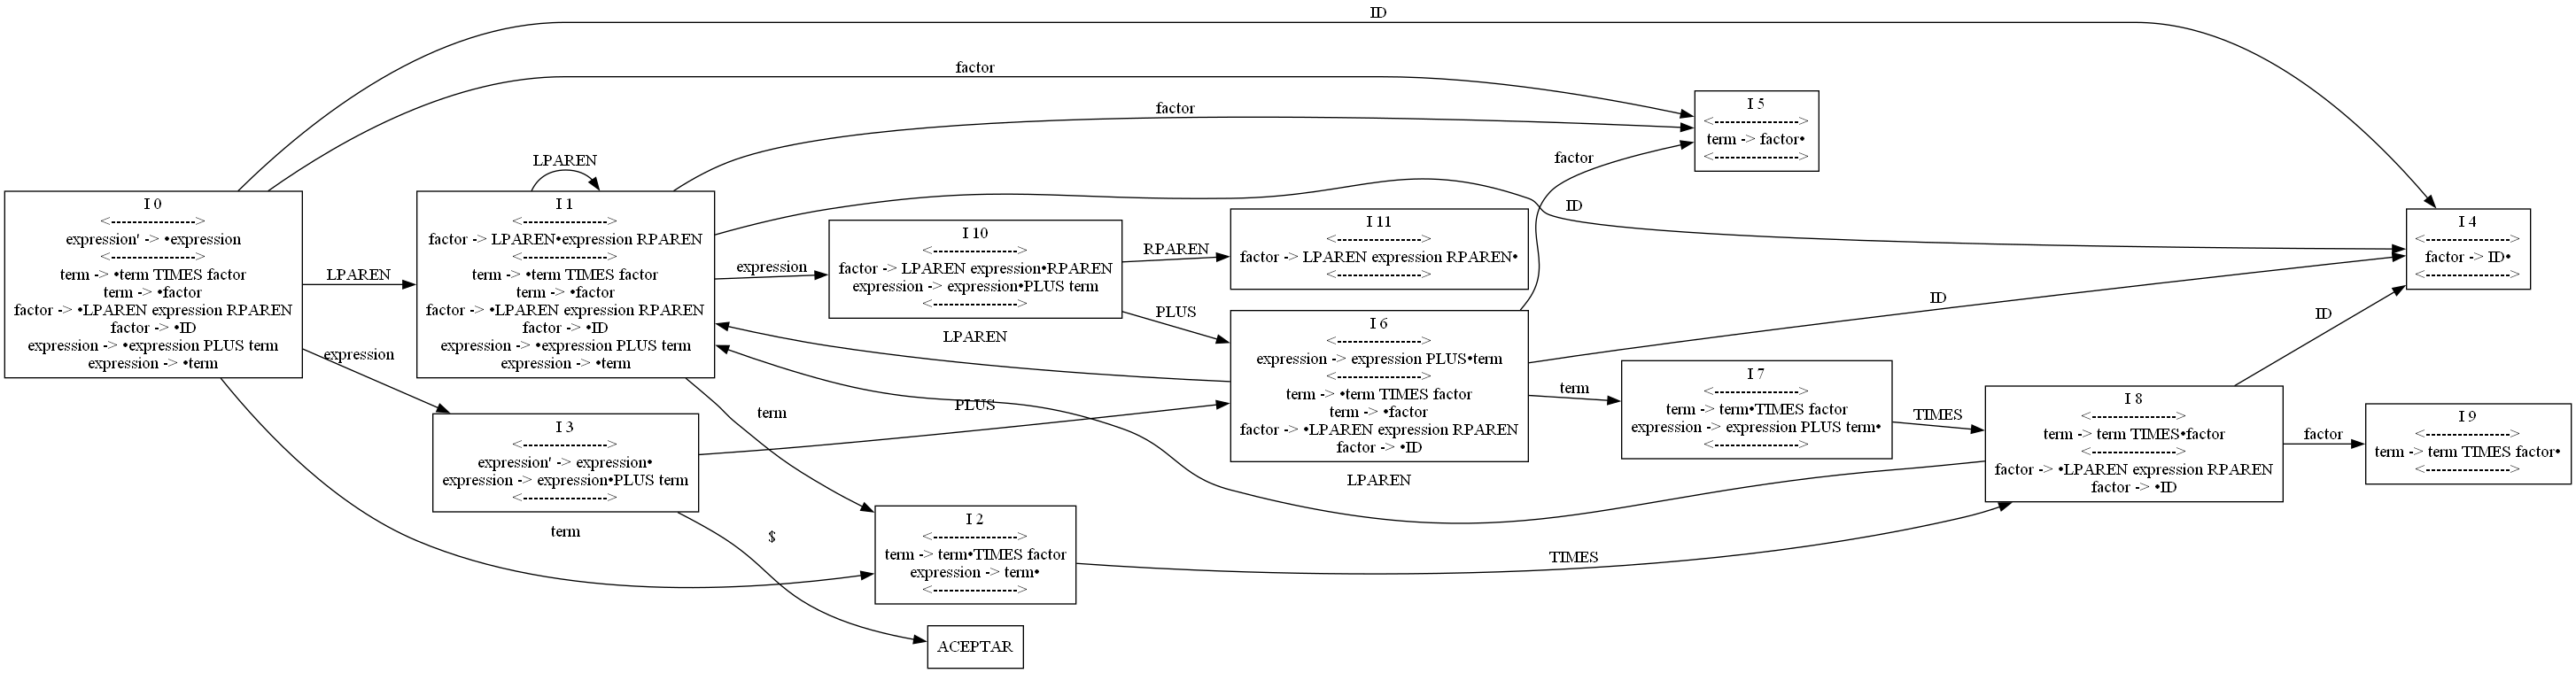 ID
factor
factor
I 5
<----------------->
term -> factor•
<----------------->
factor
LPAREN
I 0
<----------------->
expression' -> •expression
<----------------->
term -> •term TIMES factor
term -> •factor
factor -> •LPAREN expression RPAREN
factor -> •ID
expression -> •expression PLUS term
expression -> •term
LPAREN
expression
term
I 1
<----------------->
factor -> LPAREN•expression RPAREN
<----------------->
term -> •term TIMES factor
term -> •factor
factor -> •LPAREN expression RPAREN
factor -> •ID
expression -> •expression PLUS term
expression -> •term
expression
term
I 3
<----------------->
expression' -> expression•
expression -> expression•PLUS term
<----------------->
PLUS
$
I 10
<----------------->
factor -> LPAREN expression•RPAREN
expression -> expression•PLUS term
<----------------->
RPAREN
PLUS
LPAREN
I 2
<----------------->
term -> term•TIMES factor
expression -> term•
<----------------->
ACEPTAR
I 11
<----------------->
factor -> LPAREN expression RPAREN•
<----------------->
I 6
<----------------->
expression -> expression PLUS•term
<----------------->
term -> •term TIMES factor
term -> •factor
factor -> •LPAREN expression RPAREN
factor -> •ID
ID
ID
term
LPAREN
TIMES
I 7
<----------------->
term -> term•TIMES factor
expression -> expression PLUS term•
<----------------->
TIMES
I 8
<----------------->
term -> term TIMES•factor
<----------------->
factor -> •LPAREN expression RPAREN
factor -> •ID
ID
factor
I 4
<----------------->
factor -> ID•
<----------------->
I 9
<----------------->
term -> term TIMES factor•
<----------------->